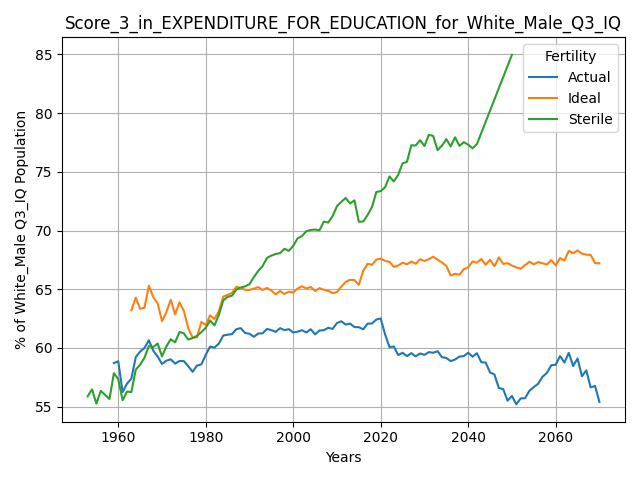 Score_3_in_EXPENDITURE_FOR_EDUCATION_for_White_Male_Q3_IQ
% of White_Male Q3_IQ Population
85
80
75
70
65
60
55
Fertility
Actual
Ideal
Sterile
1960 1980 2000 2020 2040 2060
Years